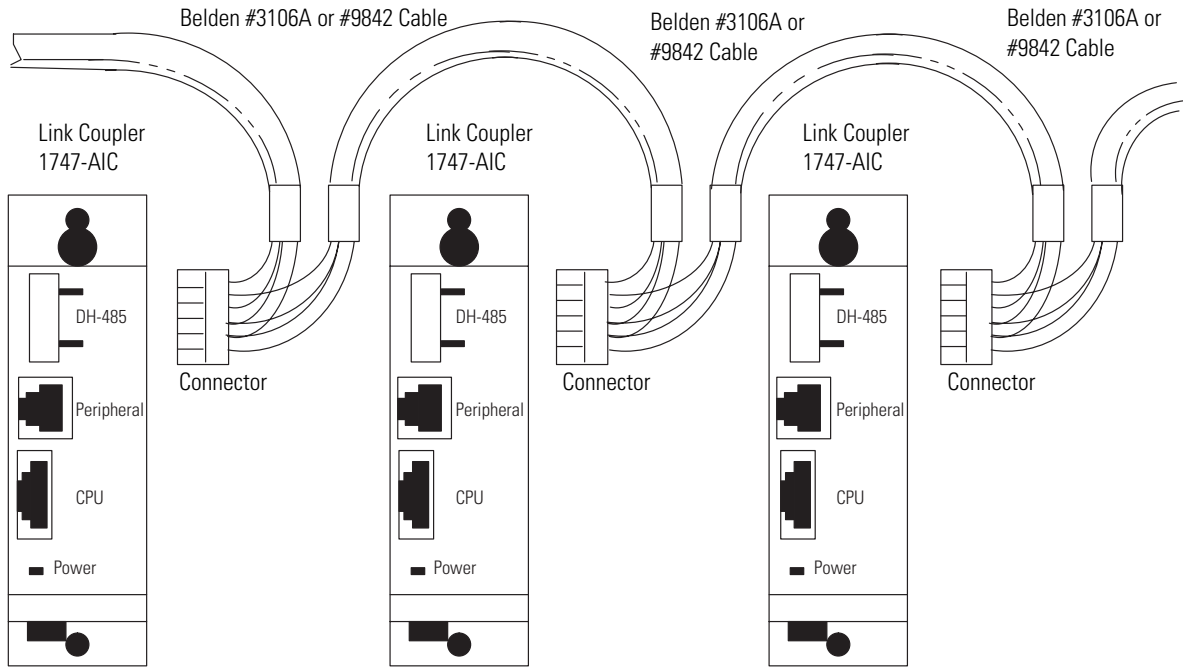 Belden #3106A or #9842 Cable
Belden #3106A or
#9842 Cable
Belden #3106A or
#9842 Cable
Link Coupler
1747-AIC
Link Coupler
1747-AIC
Link Coupler
1747-AIC
DH-485
Connector
Peripheral
CPU
Power
DH-485
Connector
Peripheral
CPU
Power
DH-485
Connector
Peripheral
CPU
Power